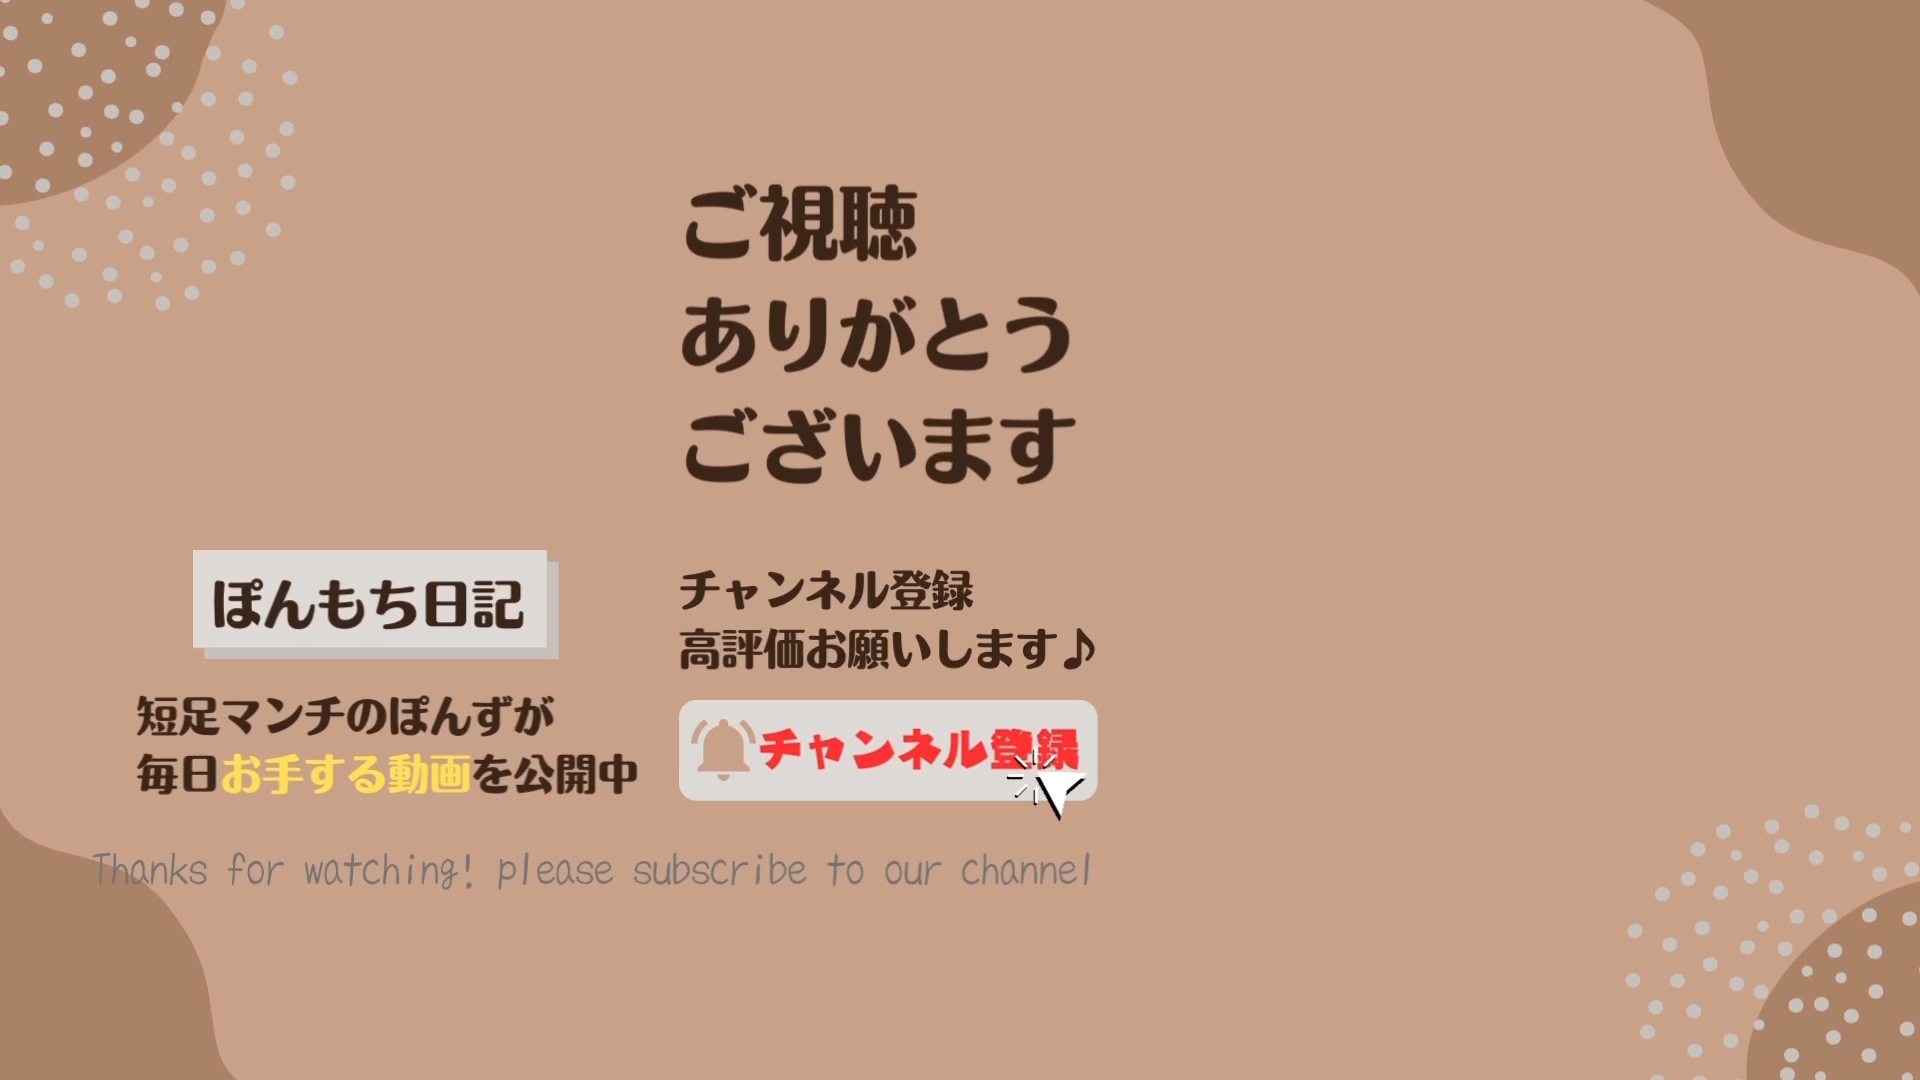 ご視聴
ありがとう
ございます
ぽんもち日記
短足マンチのぽんずが
毎日お手する動画を公開中
チャンネル登録
高評価お願いします♪
チャンネル登録
Thanks for watching! please subscribe to our channel